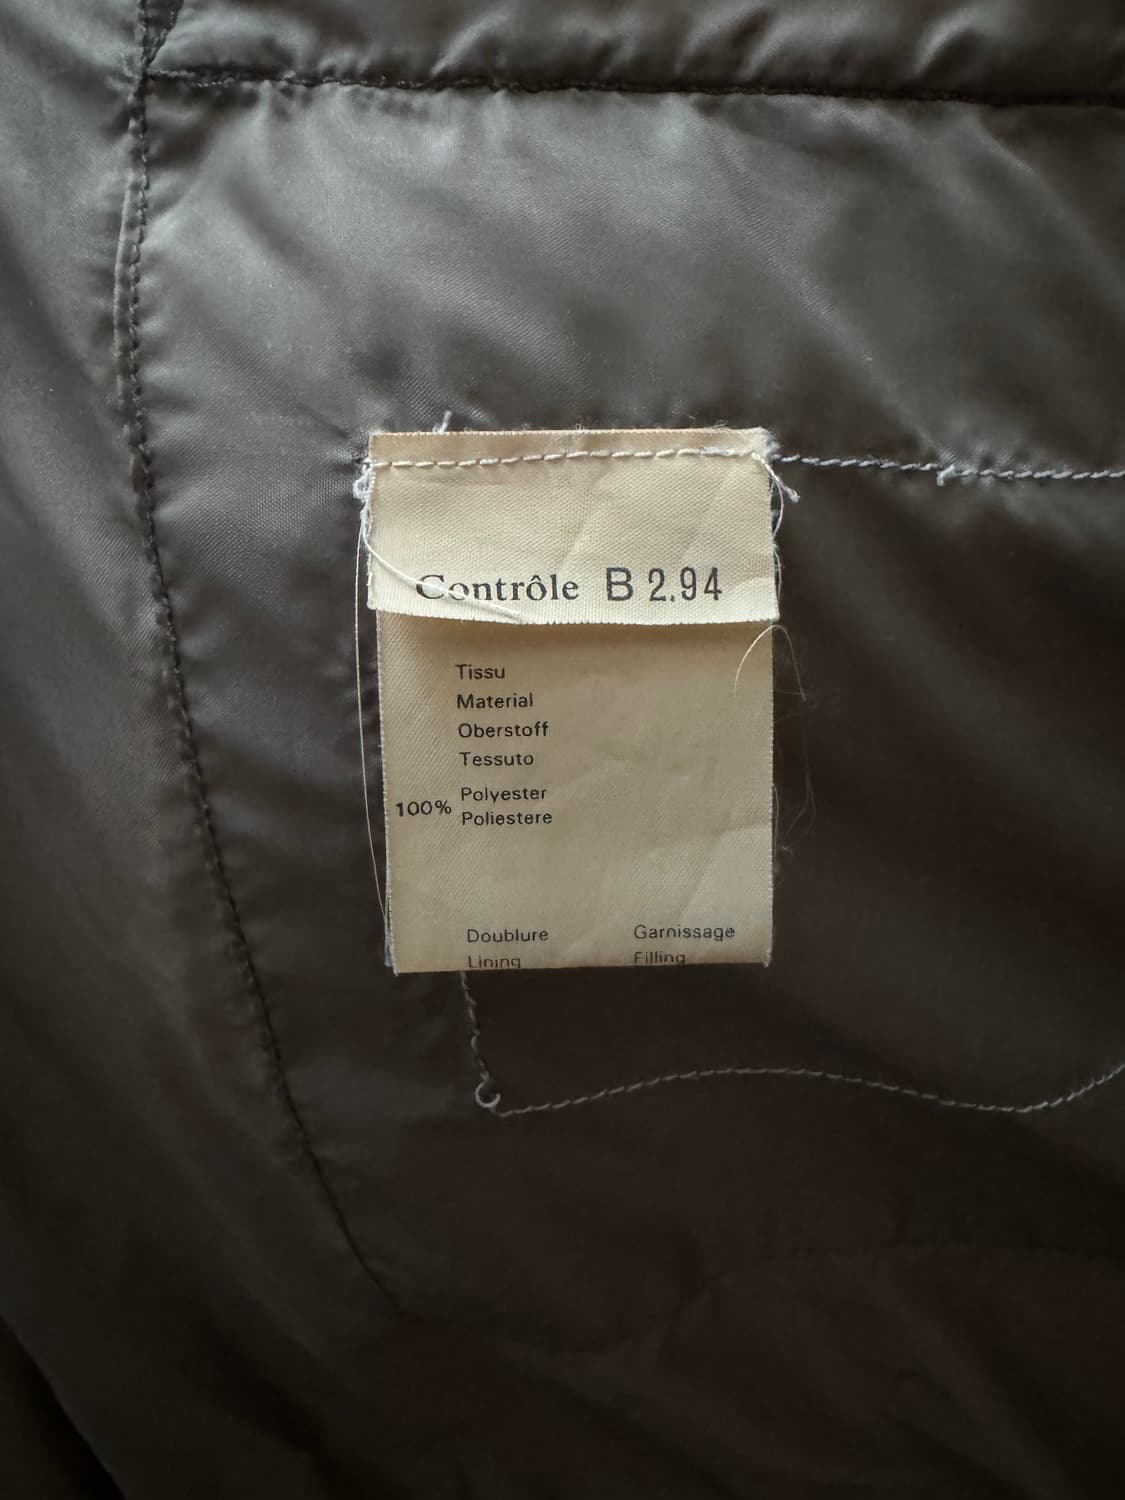 Contrôle B 2.94
Tissu
Material
Oberstoff
Tessuto
100% Polyester
Poliestere
Doublure Garnissage
Lining Filling